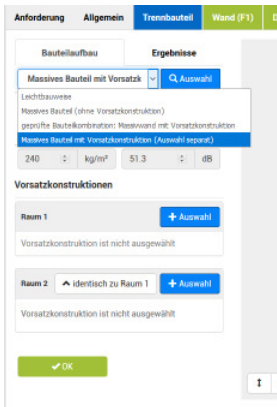 Anforderung Allgemein Trennbauteil Wand (F1)
Bauteilaufbau Ergebnisse
Massives Bauteil mit Vorsatzk Auswahl
Leichtbauweise
Massives Bauteil (ohne Vorsatzkonstruktion)
geprüfte Bauteilkombination: Massivwand mit Vorsatzkonstruktion
Massives Bauteil mit Vorsatzkonstruktion (Auswahl separat)
240 kg/m² 51.3 dB
Vorsatzkonstruktionen
Raum 1 + Auswahl
Vorsatzkonstruktion ist nicht ausgewählt
Raum 2 identisch zu Raum 1 + Auswahl
Vorsatzkonstruktion ist nicht ausgewählt
OK